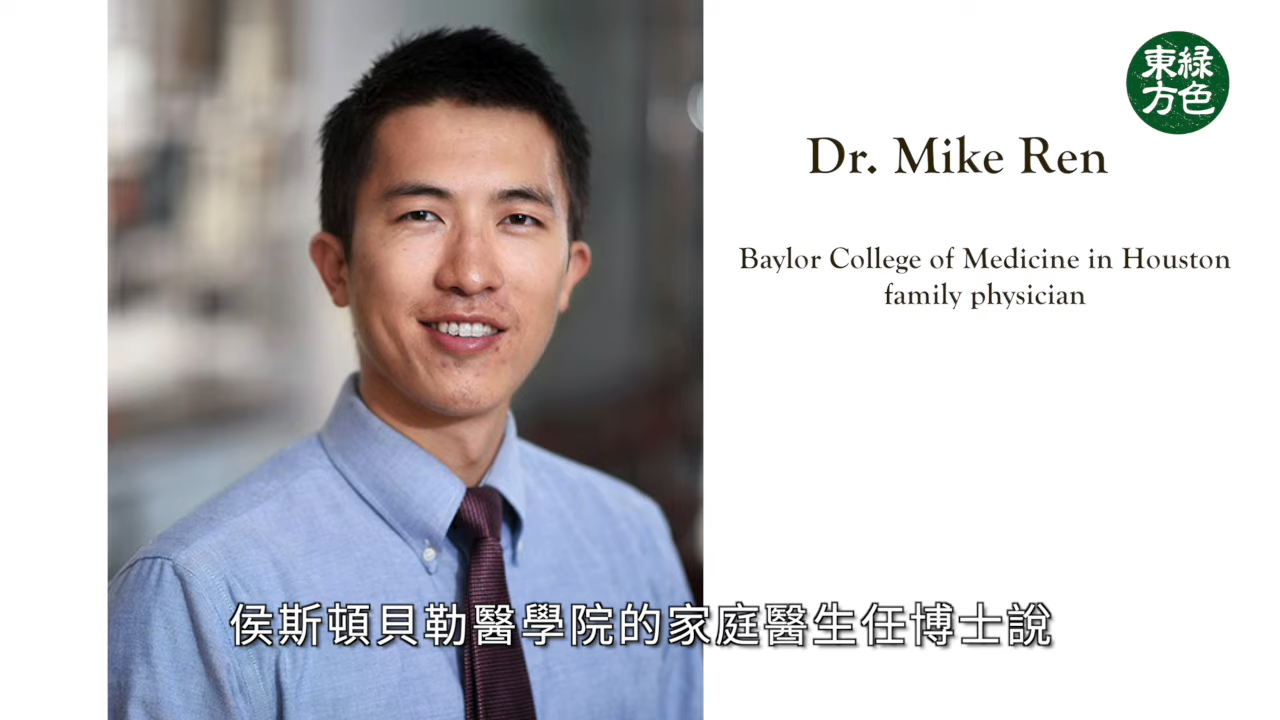 綠色
東方
Dr. Mike Ren
Baylor College of Medicine in Houston
family physician
侯斯頓貝勒醫學院的家庭醫生任博士說